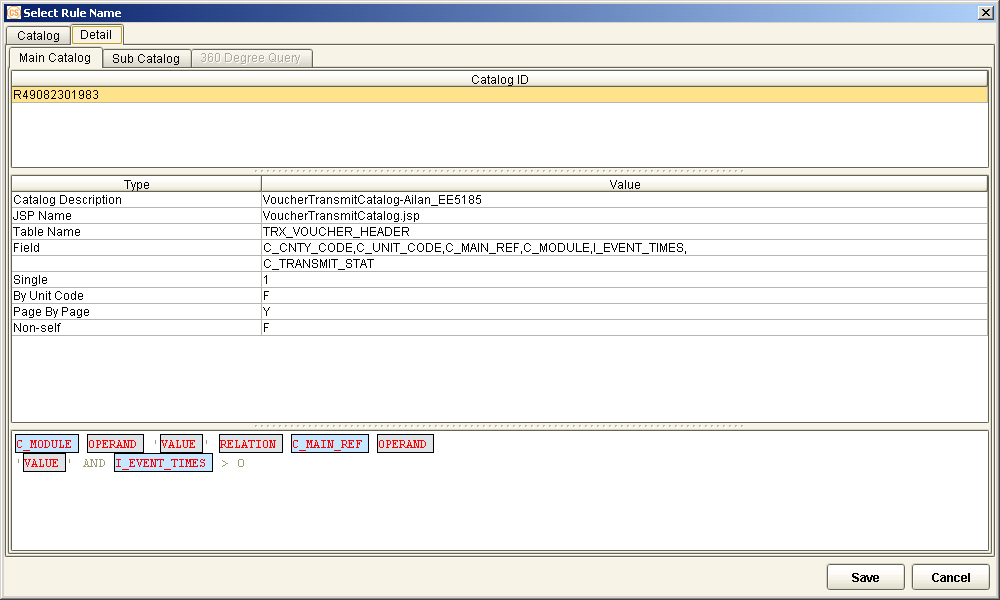 CS Select Rule Name
Catalog Detail
Main Catalog Sub Catalog 360 Degree Query
Catalog ID
R49082301983
Type Value
Catalog Description VoucherTransmitCatalog-Ailan_EE5185
JSP Name VoucherTransmitCatalog.jsp
Table Name TRX_VOUCHER_HEADER
Field C_CNTY_CODE,C_UNIT_CODE,C_MAIN_REF,C_MODULE,I_EVENT_TIMES,
C_TRANSMIT_STAT
Single 1
By Unit Code F
Page By Page Y
Non-self F
C_MODULE OPERAND 'VALUE' RELATION C_MAIN_REF OPERAND
'VALUE' AND I_EVENT_TIMES > 0
Save Cancel